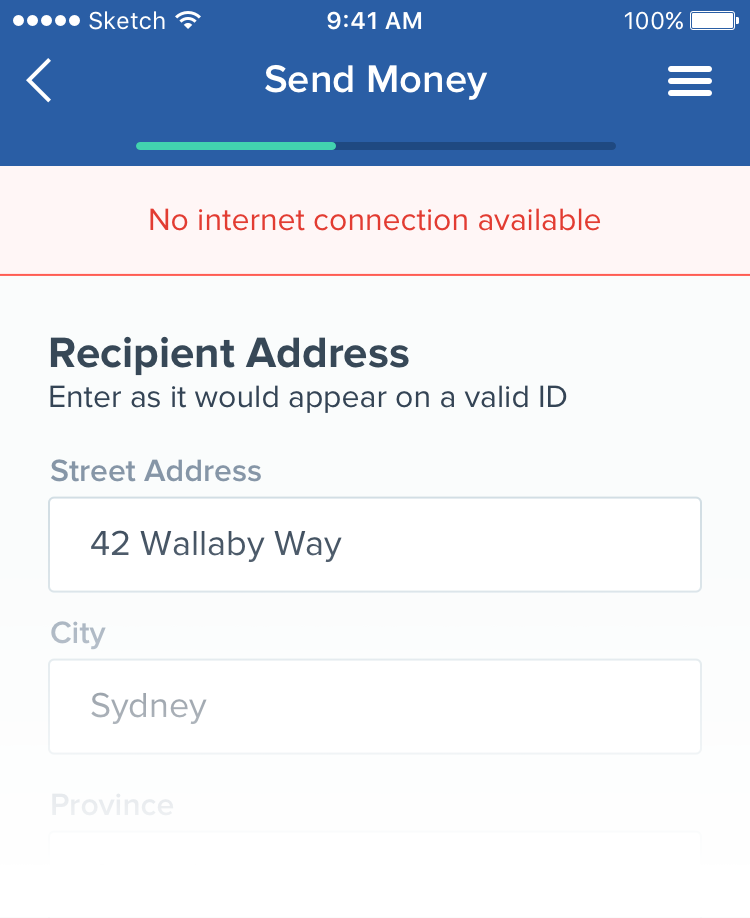 Sketch 9:41 AM 100%
Send Money
No internet connection available
Recipient Address
Enter as it would appear on a valid ID
Street Address
42 Wallaby Way
City
Sydney
Province